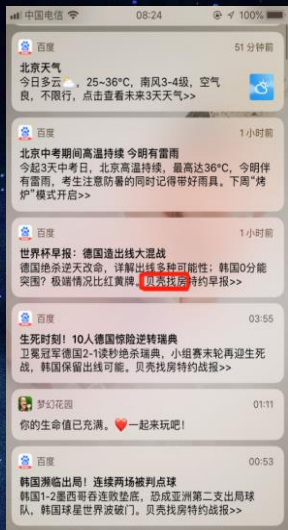 中国电信
08:24
100%
百度
51 分钟前
北京天气
今日多云⛅，25~36°C，南风3-4级，空气
良，不限行，点击查看未来3天天气>>
百度
1小时前
北京中考期间高温持续 今明有雷雨
今起3天中考日，北京高温持续，最高达36°C，今明伴
有雷雨，考生注意防暑的同时记得带好雨具。下周“烤
炉”模式开启>>
百度
1小时前
世界杯早报：德国造出线大混战
德国绝杀逆天改命，详解出线多种可能性；韩国0分能
突围？极端情况比红黄牌。贝壳找房特约早报>>
百度
03:55
生死时刻！10人德国惊险逆转瑞典
卫冕冠军德国2-1读秒绝杀瑞典，小组赛末轮再迎生死
战，韩国保留出线可能。贝壳找房特约战报>>
梦幻花园
01:11
你的生命值已充满。❤️一起来玩吧！
百度
00:53
韩国濒临出局！连续两场被判点球
韩国1-2墨西哥吞连败垫底，恐成亚洲第二支出局球
队，韩国球星世界波破门。贝壳找房特约战报>>